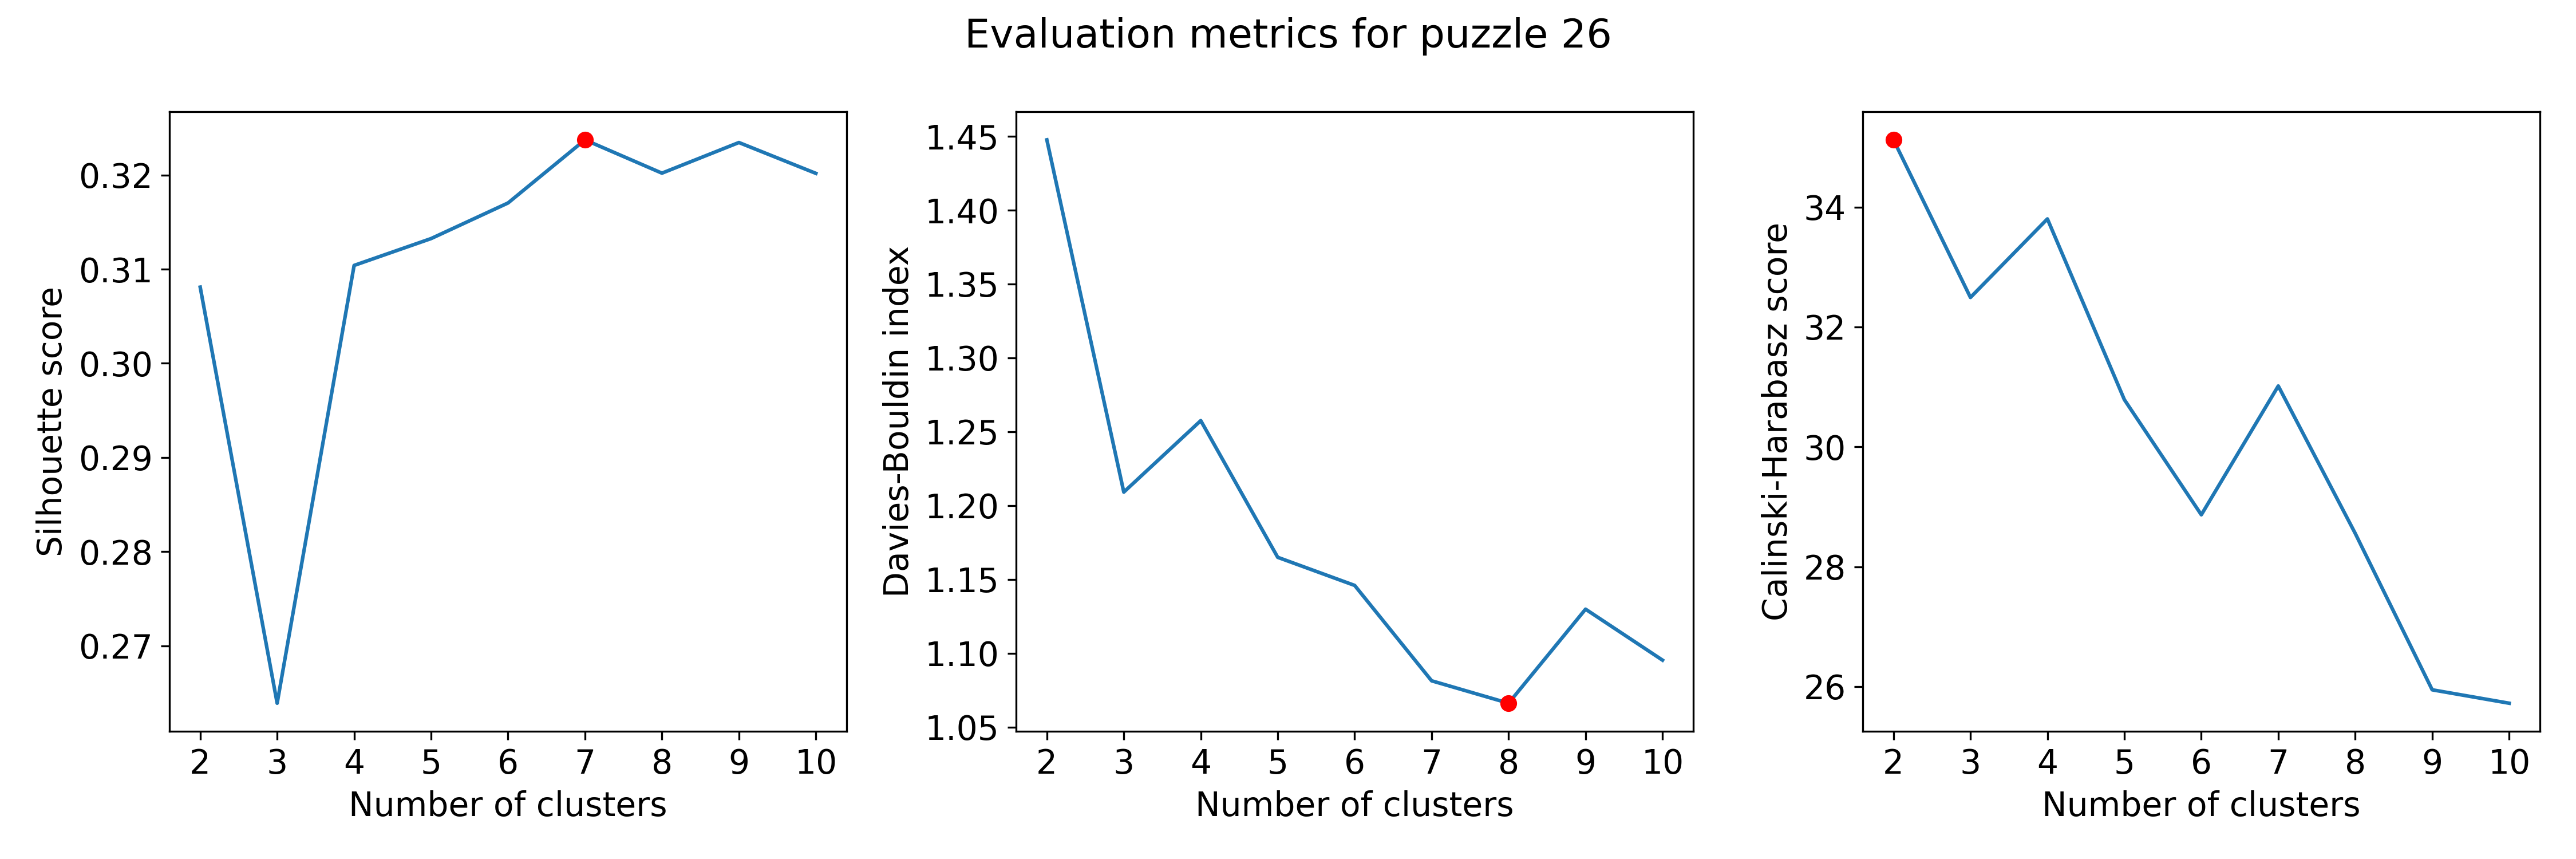 Evaluation metrics for puzzle 26
Silhouette score
0.32
0.31
0.30
0.29
0.28
0.27
2 3 4 5 6 7 8 9 10
Number of clusters
Davies-Bouldin index
1.45
1.40
1.35
1.30
1.25
1.20
1.15
1.10
1.05
2 3 4 5 6 7 8 9 10
Number of clusters
Calinski-Harabasz score
34
32
30
28
26
2 3 4 5 6 7 8 9 10
Number of clusters